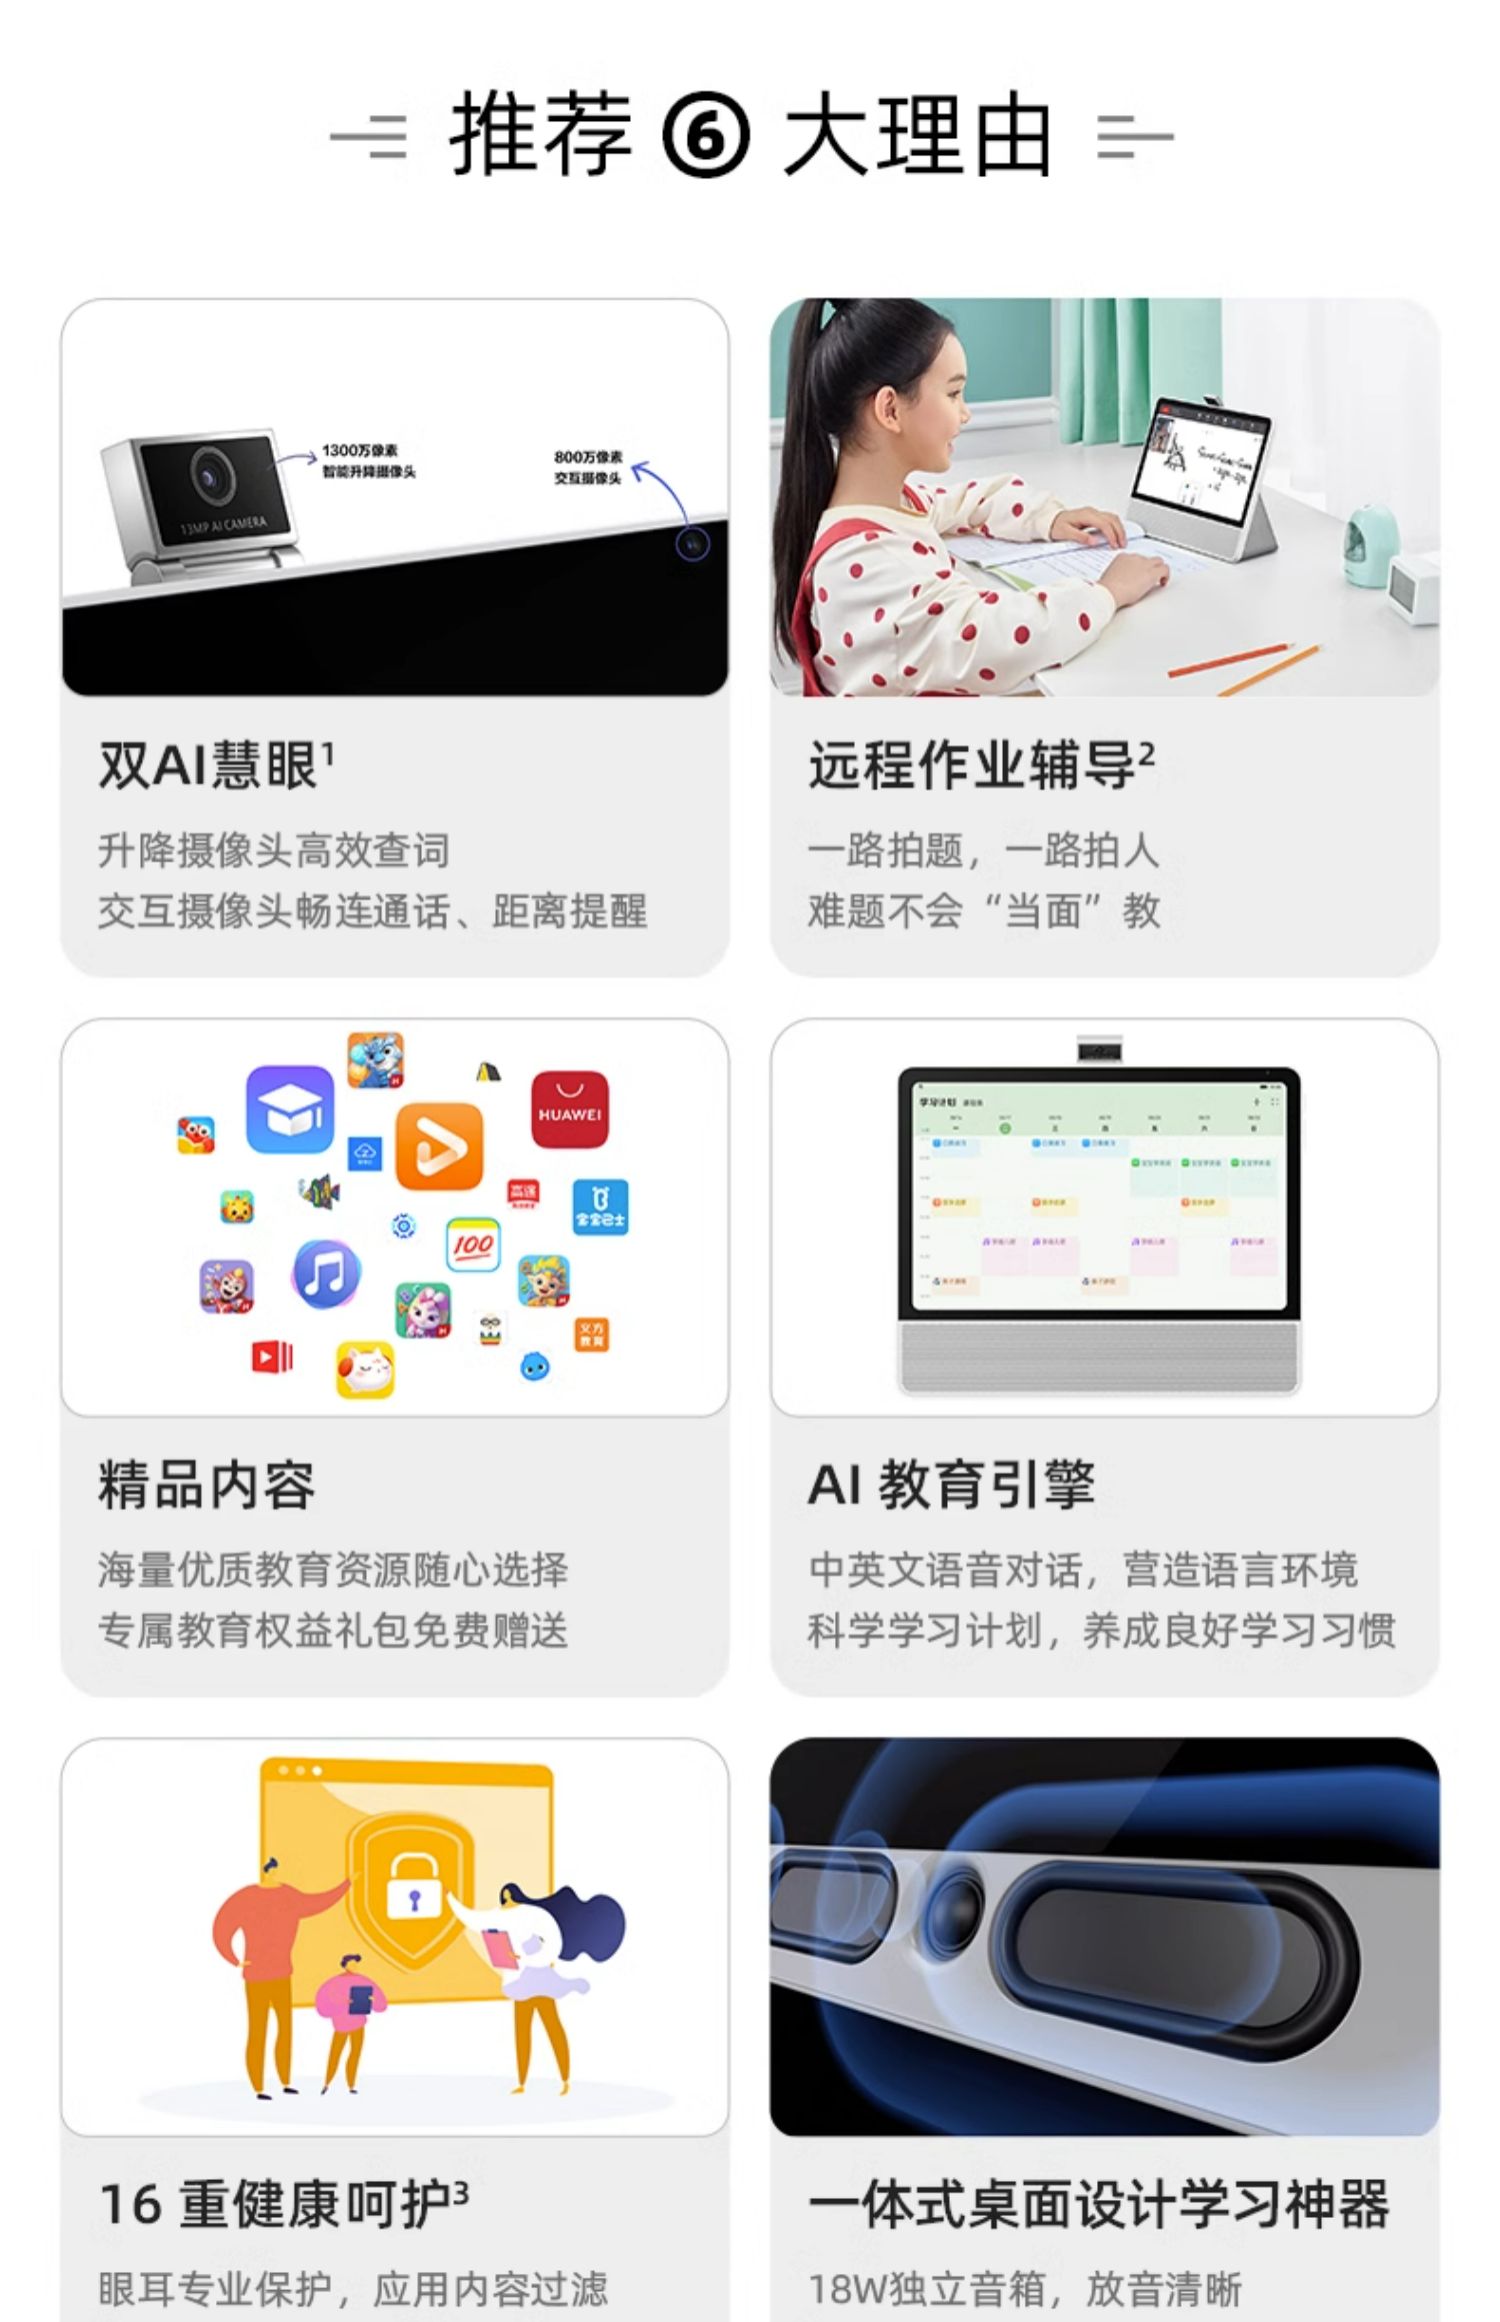 推荐 ⑥ 大理由
1300万像素
智能升降摄像头
800万像素
交互摄像头
13MP AI CAMERA
双AI慧眼¹
升降摄像头高效查词
交互摄像头畅连通话、距离提醒
远程作业辅导²
一路拍题，一路拍人
难题不会“当面”教
HUAWEI
宝宝巴士
100
精品内容
海量优质教育资源随心选择
专属教育权益礼包免费赠送
学习计划
AI 教育引擎
中英文语音对话，营造语言环境
科学学习计划，养成良好学习习惯
16 重健康呵护³
眼耳专业保护，应用内容过滤
一体式桌面设计学习神器
18W独立音箱，放音清晰